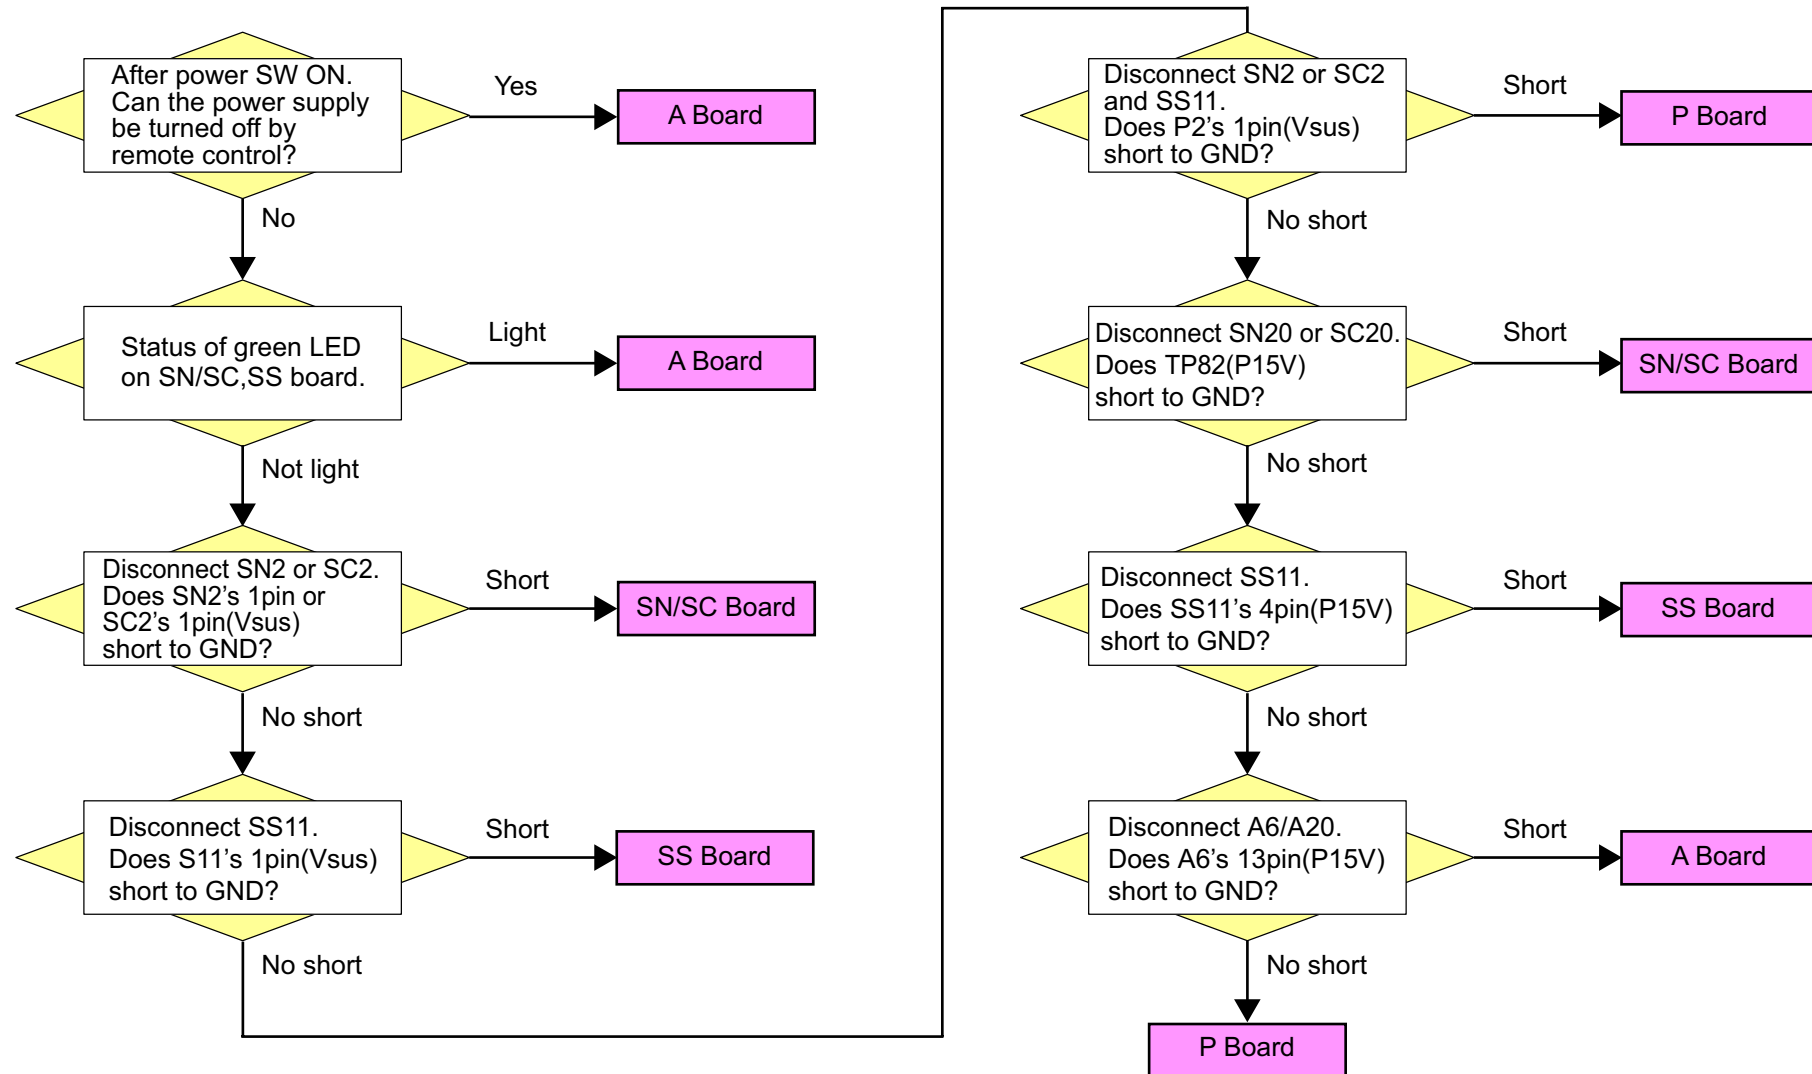 After power SW ON.
Can the power supply
be turned off by
remote control?
Yes
A Board
No
Status of green LED
on SN/SC,SS board.
Light
A Board
Not light
Disconnect SN2 or SC2.
Does SN2’s 1pin or
SC2’s 1pin(Vsus)
short to GND?
Short
SN/SC Board
No short
Disconnect SS11.
Does S11’s 1pin(Vsus)
short to GND?
Short
SS Board
No short
Disconnect SN2 or SC2
and SS11.
Does P2’s 1pin(Vsus)
short to GND?
Short
P Board
No short
Disconnect SN20 or SC20.
Does TP82(P15V)
short to GND?
Short
SN/SC Board
No short
Disconnect SS11.
Does SS11’s 4pin(P15V)
short to GND?
Short
SS Board
No short
Disconnect A6/A20.
Does A6’s 13pin(P15V)
short to GND?
Short
A Board
No short
P Board